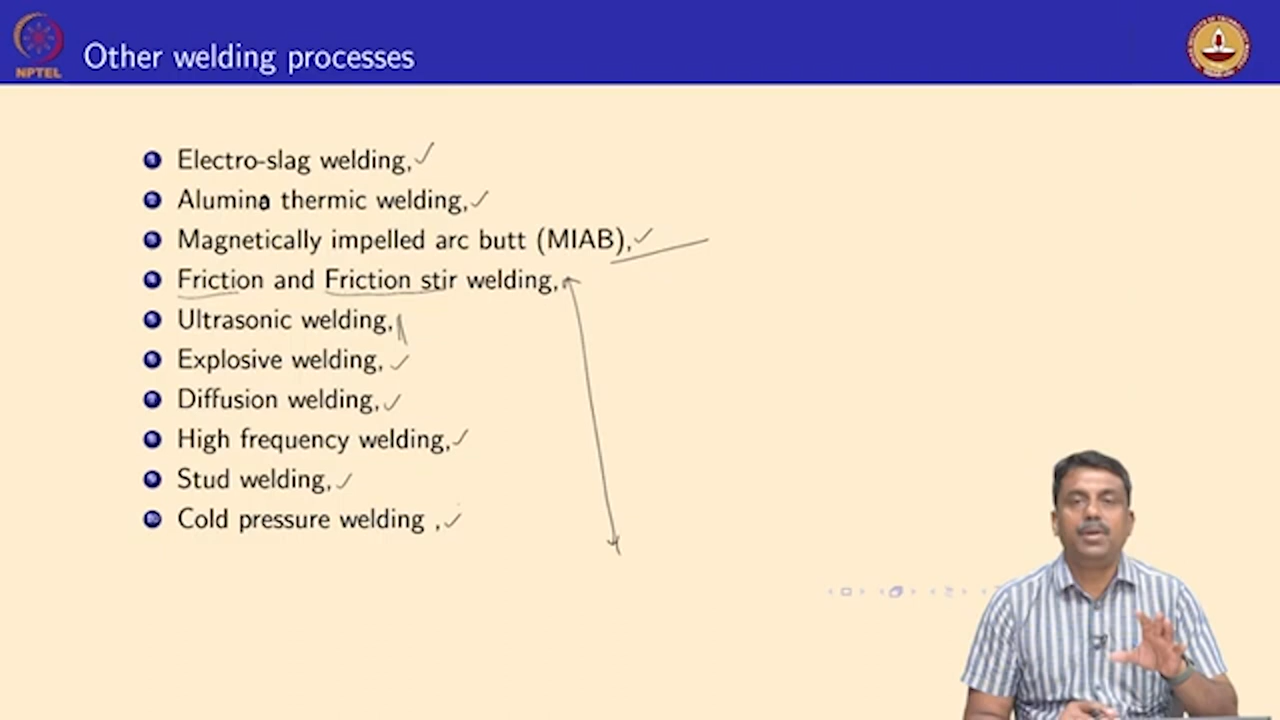 Other welding processes
NPTEL
Electro-slag welding,
Alumino thermic welding,
Magnetically impelled arc butt (MIAB),
Friction and Friction stir welding,
Ultrasonic welding,
Explosive welding,
Diffusion welding,
High frequency welding,
Stud welding,
Cold pressure welding ,